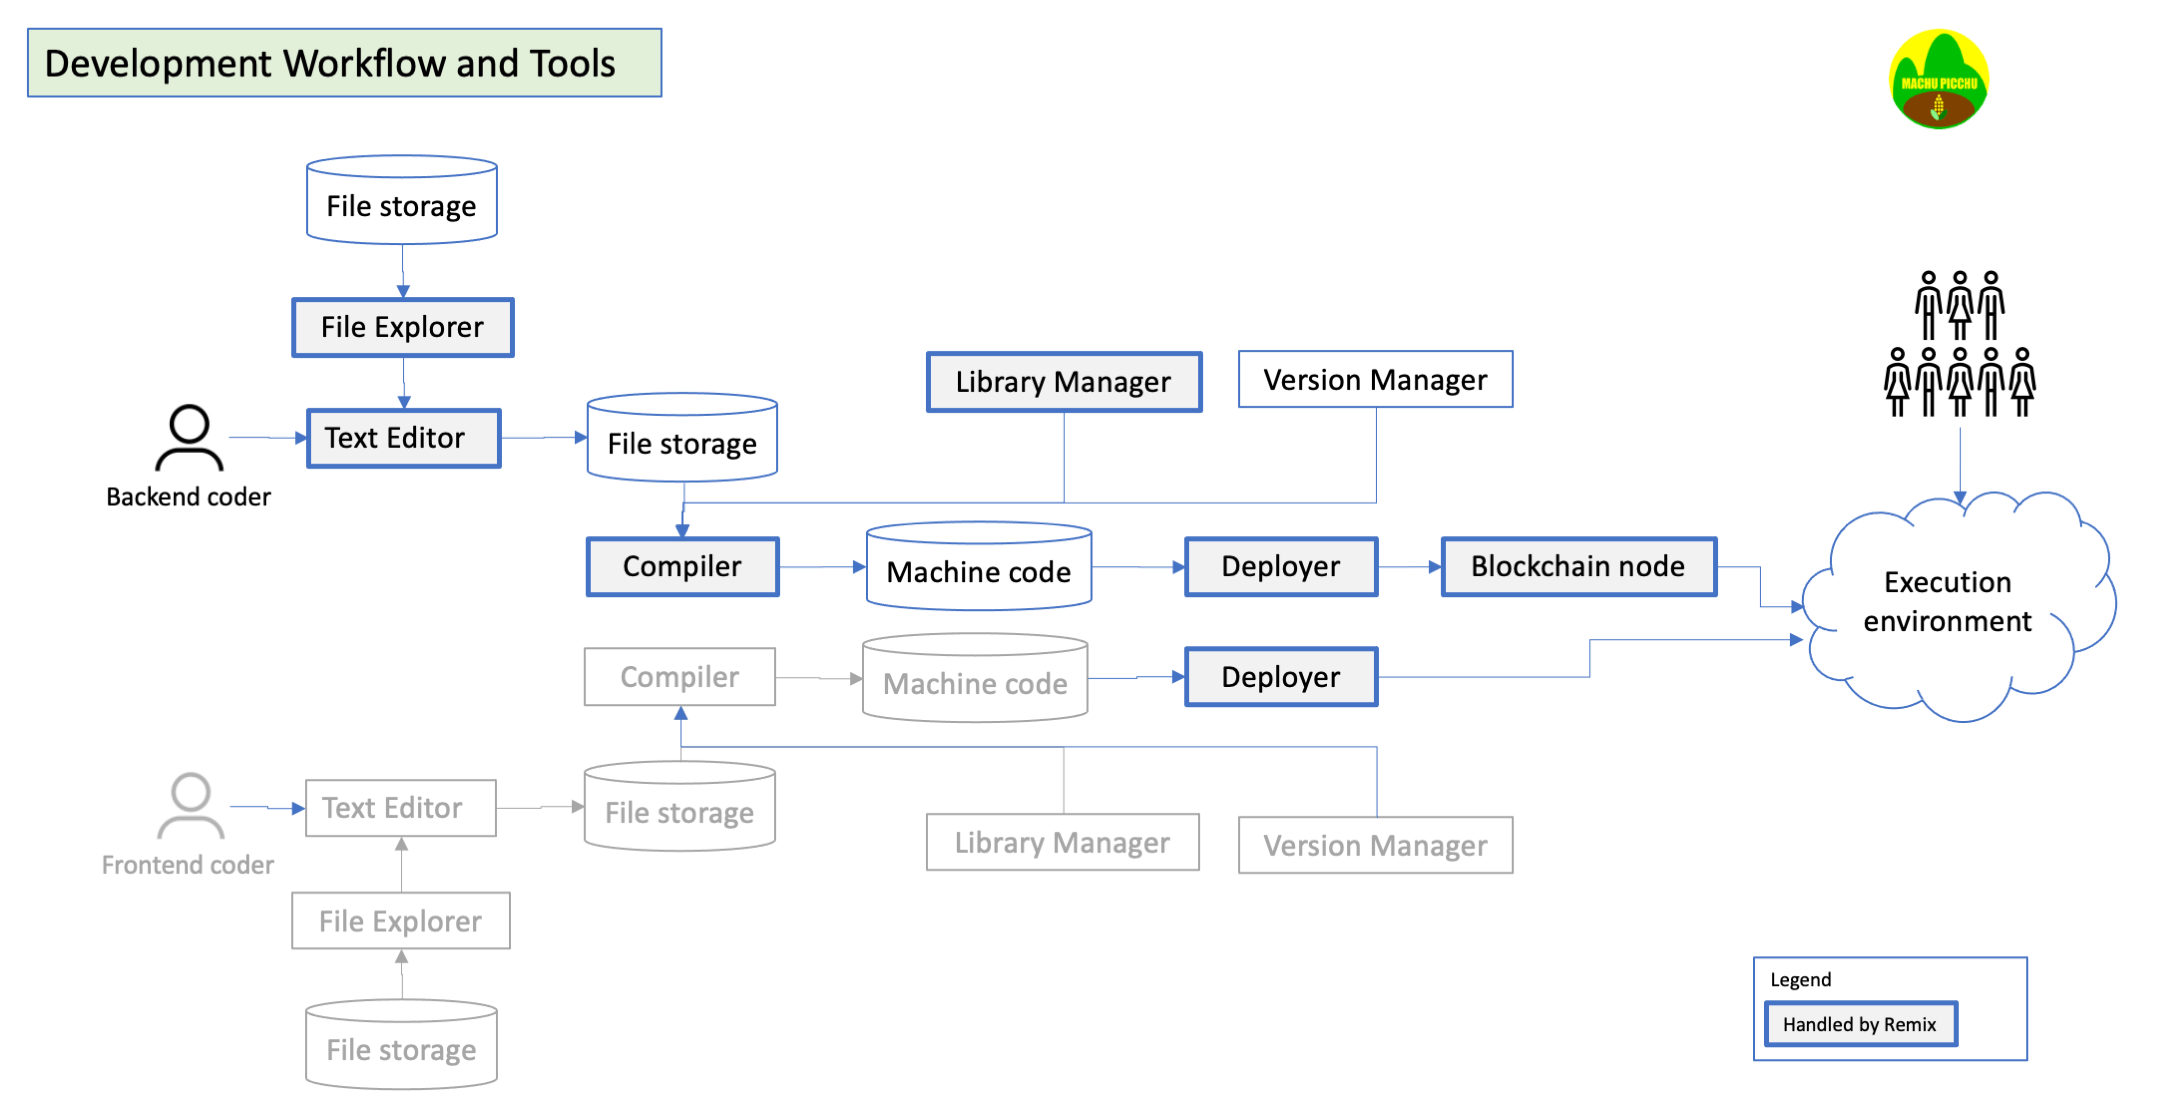 Development Workflow and Tools
MACHU PICCHU
File storage
File Explorer
Library Manager
Version Manager
Text Editor
File storage
Backend coder
Compiler
Machine code
Deployer
Blockchain node
Execution
environment
Compiler
Machine code
Deployer
Text Editor
File storage
Library Manager
Version Manager
Frontend coder
File Explorer
File storage
Legend
Handled by Remix